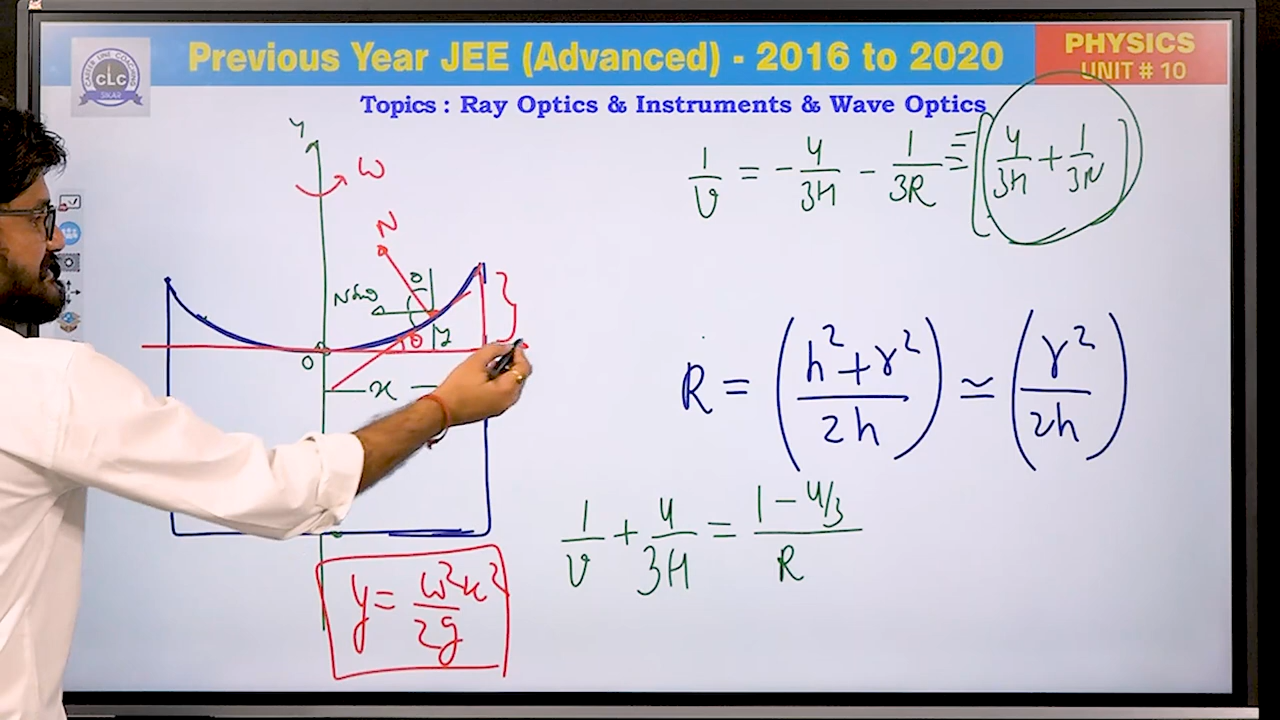 Previous Year JEE (Advanced) - 2016 to 2020
PHYSICS
UNIT # 10
CLC
SIKAR
Topics : Ray Optics & Instruments & Wave Optics
y
ω
N
θ
N sinθ
θ
y
O
x
1/v = - 4/3H - 1/3R = [4/3H + 1/3R]
R = (h² + r² / 2h) ≃ (r² / 2h)
1/v + 4/3H = 1 - 4/3 / R
y = ω²x² / 2g